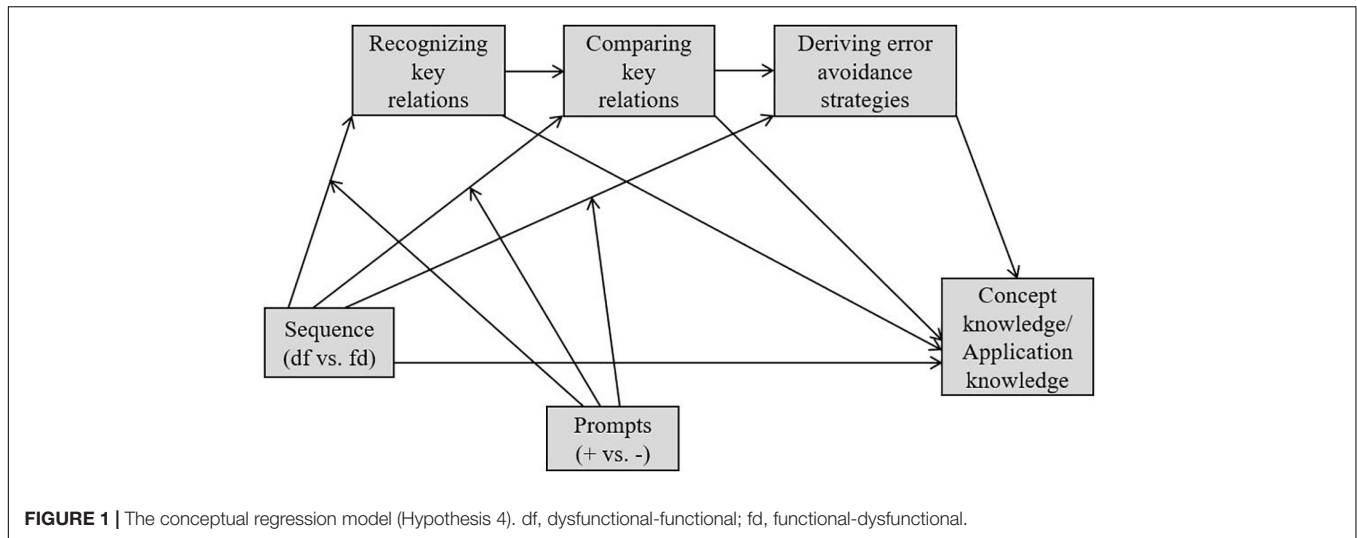 Recognizing
key
relations
Comparing
key
relations
Deriving error
avoidance
strategies
Sequence
(df vs. fd)
Concept
knowledge/
Application
knowledge
Prompts
(+ vs. -)
FIGURE 1 | The conceptual regression model (Hypothesis 4). df, dysfunctional-functional; fd, functional-dysfunctional.